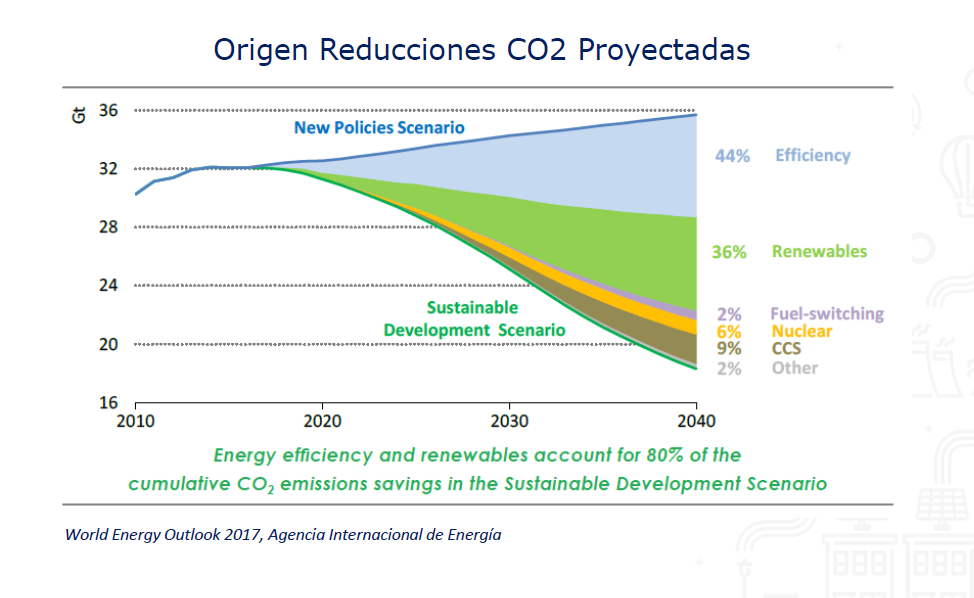 Origen Reducciones CO2 Proyectadas
Gt
36
New Policies Scenario
44% Efficiency
32
28
36% Renewables
24
Sustainable
Development Scenario
2% Fuel-switching
6% Nuclear
20
9% CCS
2% Other
16
2010 2020 2030 2040
Energy efficiency and renewables account for 80% of the
cumulative CO₂ emissions savings in the Sustainable Development Scenario
World Energy Outlook 2017, Agencia Internacional de Energía